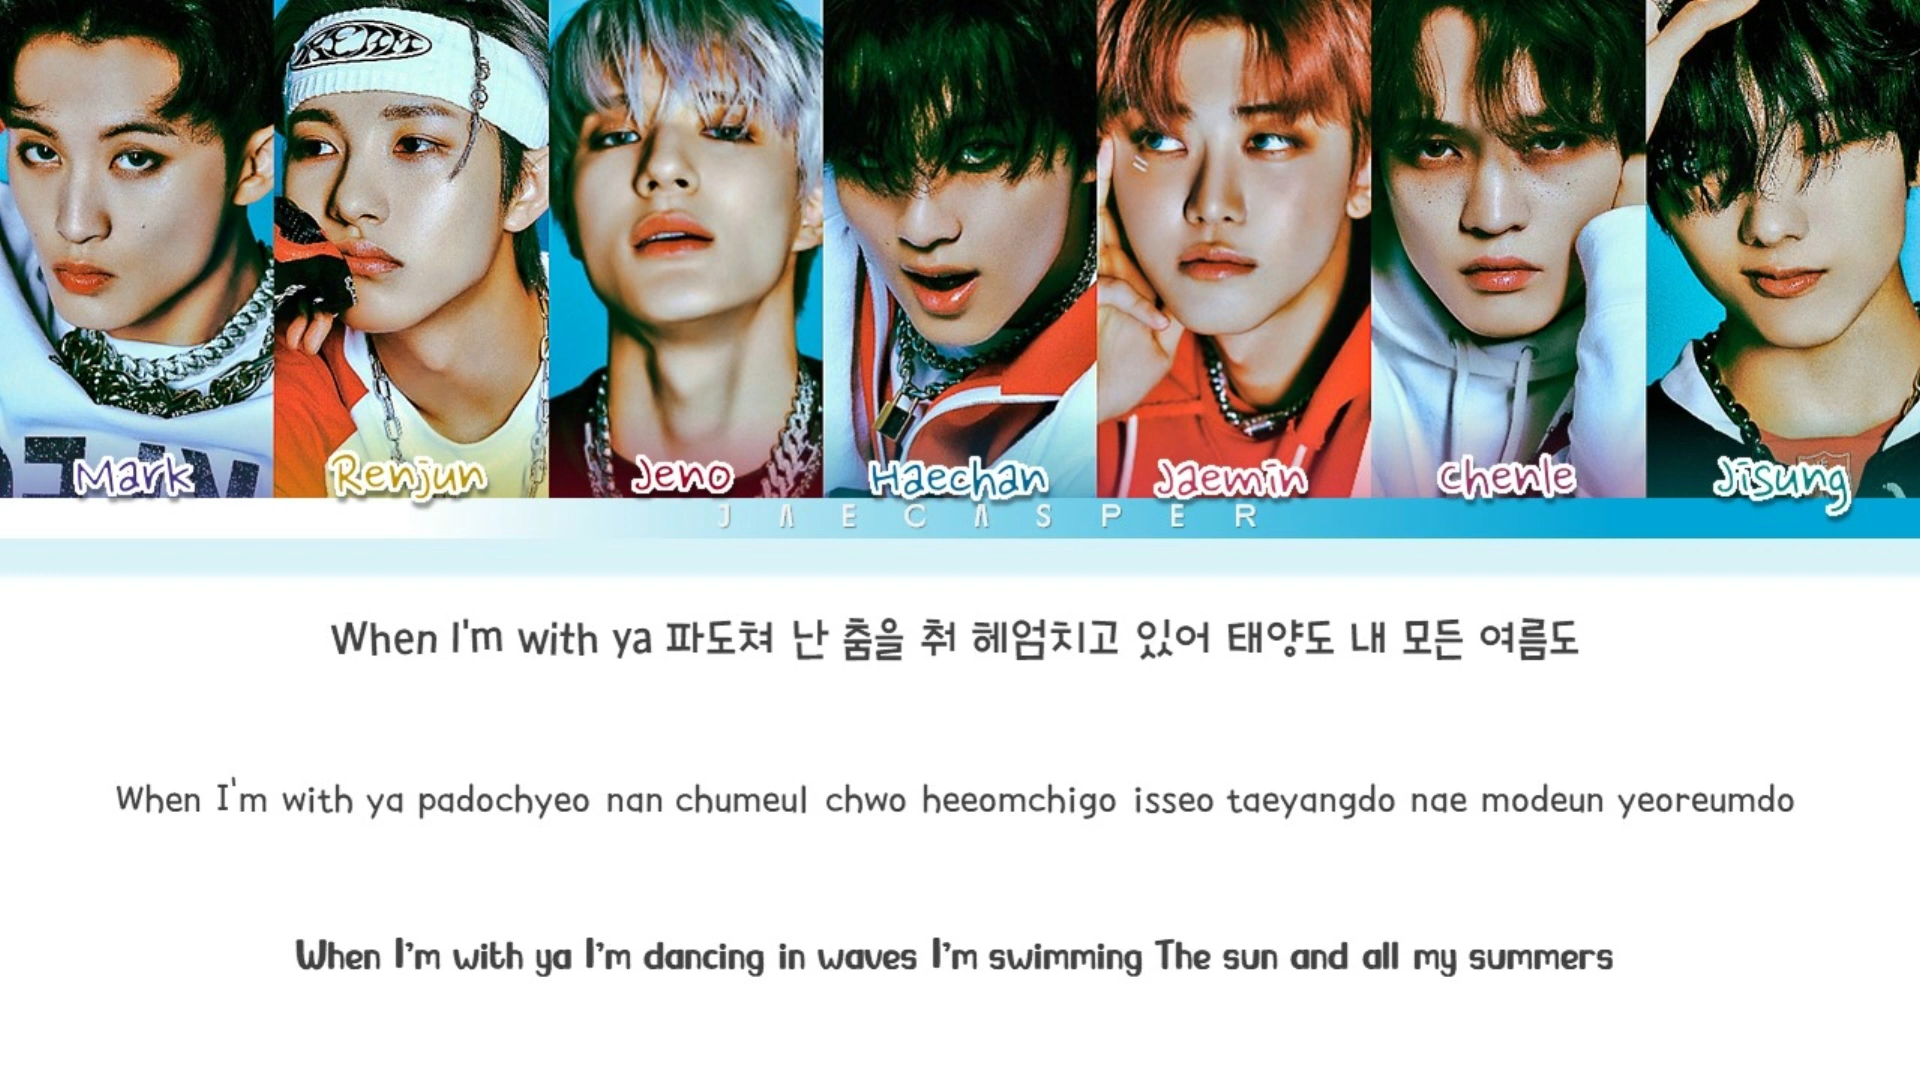 REAM
Mark
Renjun
Jeno
Haechan
Jaemin
Chenle
Jisung
JAECASPER
When I'm with ya 파도쳐 난 춤을 춰 헤엄치고 있어 태양도 내 모든 여름도
When I'm with ya padochyeo nan chumeul chwo heeomchigo isseo taeyangdo nae modeun yeoreumdo
When I'm with ya I'm dancing in waves I'm swimming The sun and all my summers